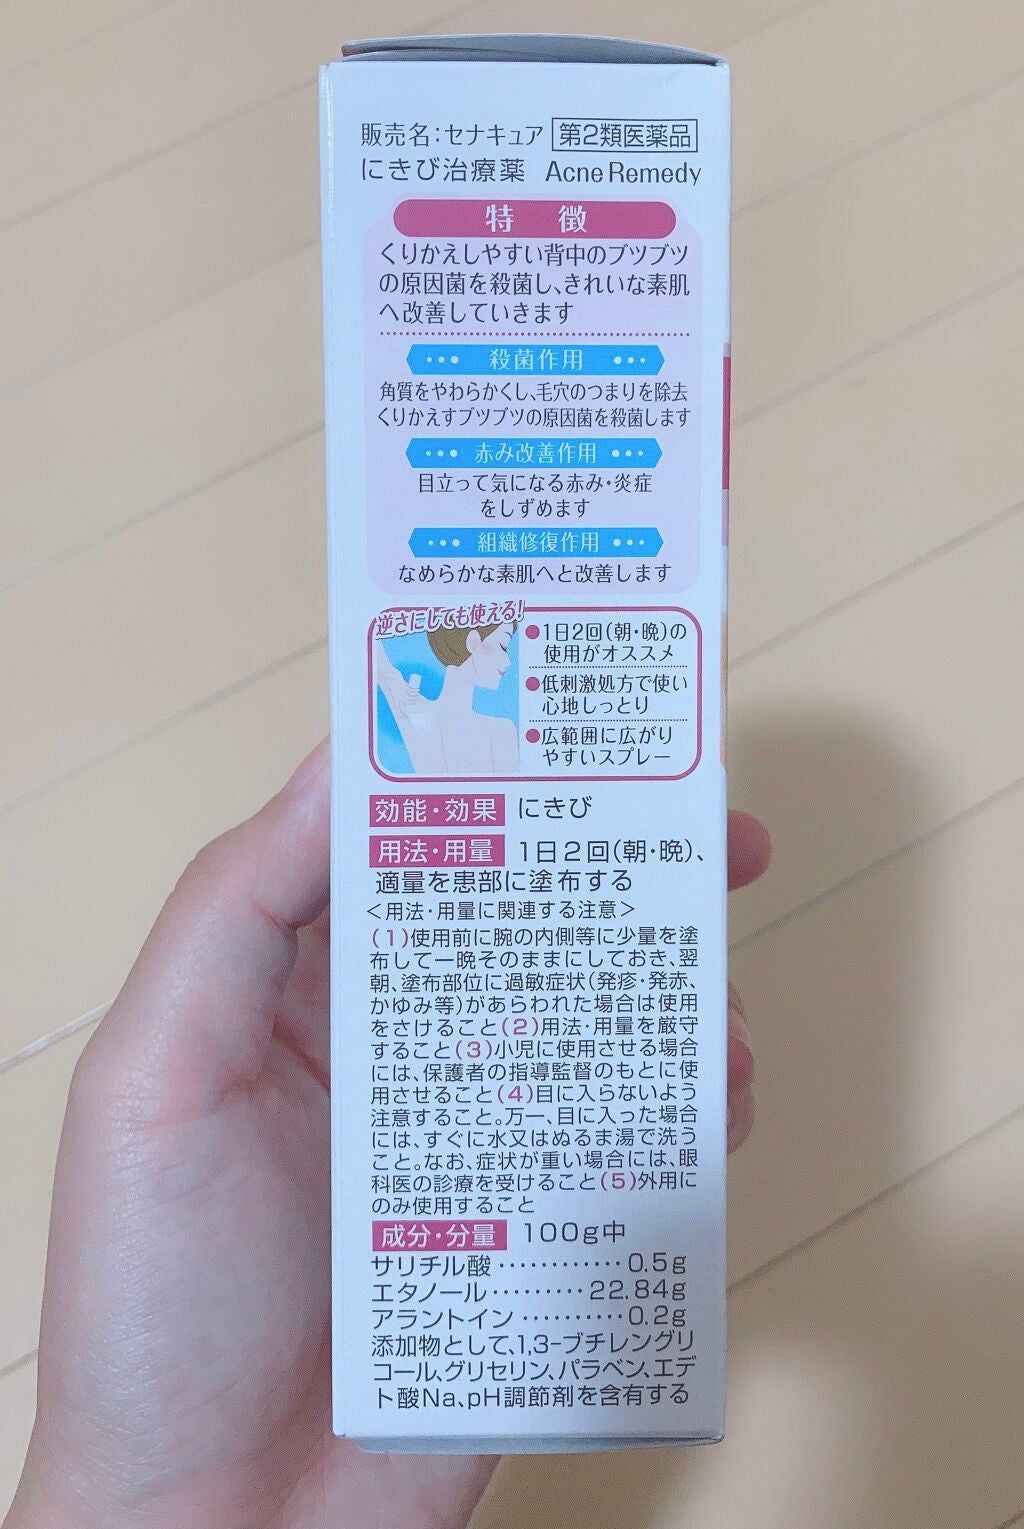 販売名:セナキュア 第2類医薬品
にきび治療薬 Acne Remedy
特徴
くりかえしやすい背中のブツブツ
の原因菌を殺菌し、きれいな素肌
へ改善していきます
殺菌作用
角質をやわらかくし、毛穴のつまりを除去
くりかえすブツブツの原因菌を殺菌します
赤み改善作用
目立って気になる赤み・炎症
をしずめます
組織修復作用
なめらかな素肌へと改善します
逆さにしても使える!
●1日2回(朝・晩)の
使用がオススメ
●低刺激処方で使い
心地しっとり
●広範囲に広がり
やすいスプレー
効能・効果 にきび
用法・用量 1日2回(朝・晩)、
適量を患部に塗布する
<用法・用量に関連する注意>
(1)使用前に腕の内側等に少量を塗
布して一晩そのままにしておき、翌
朝、塗布部位に過敏症状(発疹・発赤、
かゆみ等)があらわれた場合は使用
をさけること(2)用法・用量を厳守
すること(3)小児に使用させる場合
には、保護者の指導監督のもとに使
用させること(4)目に入らないよう
注意すること。万一、目に入った場合
には、すぐに水又はぬるま湯で洗う
こと。なお、症状が重い場合には、眼
科医の診療を受けること(5)外用に
のみ使用すること
成分・分量 100g中
サリチル酸 ············ 0.5g
エタノール ········· 22.84g
アラントイン ·········· 0.2g
添加物として、1,3-ブチレングリ
コール、グリセリン、パラベン、エデ
ト酸Na、pH調節剤を含有する